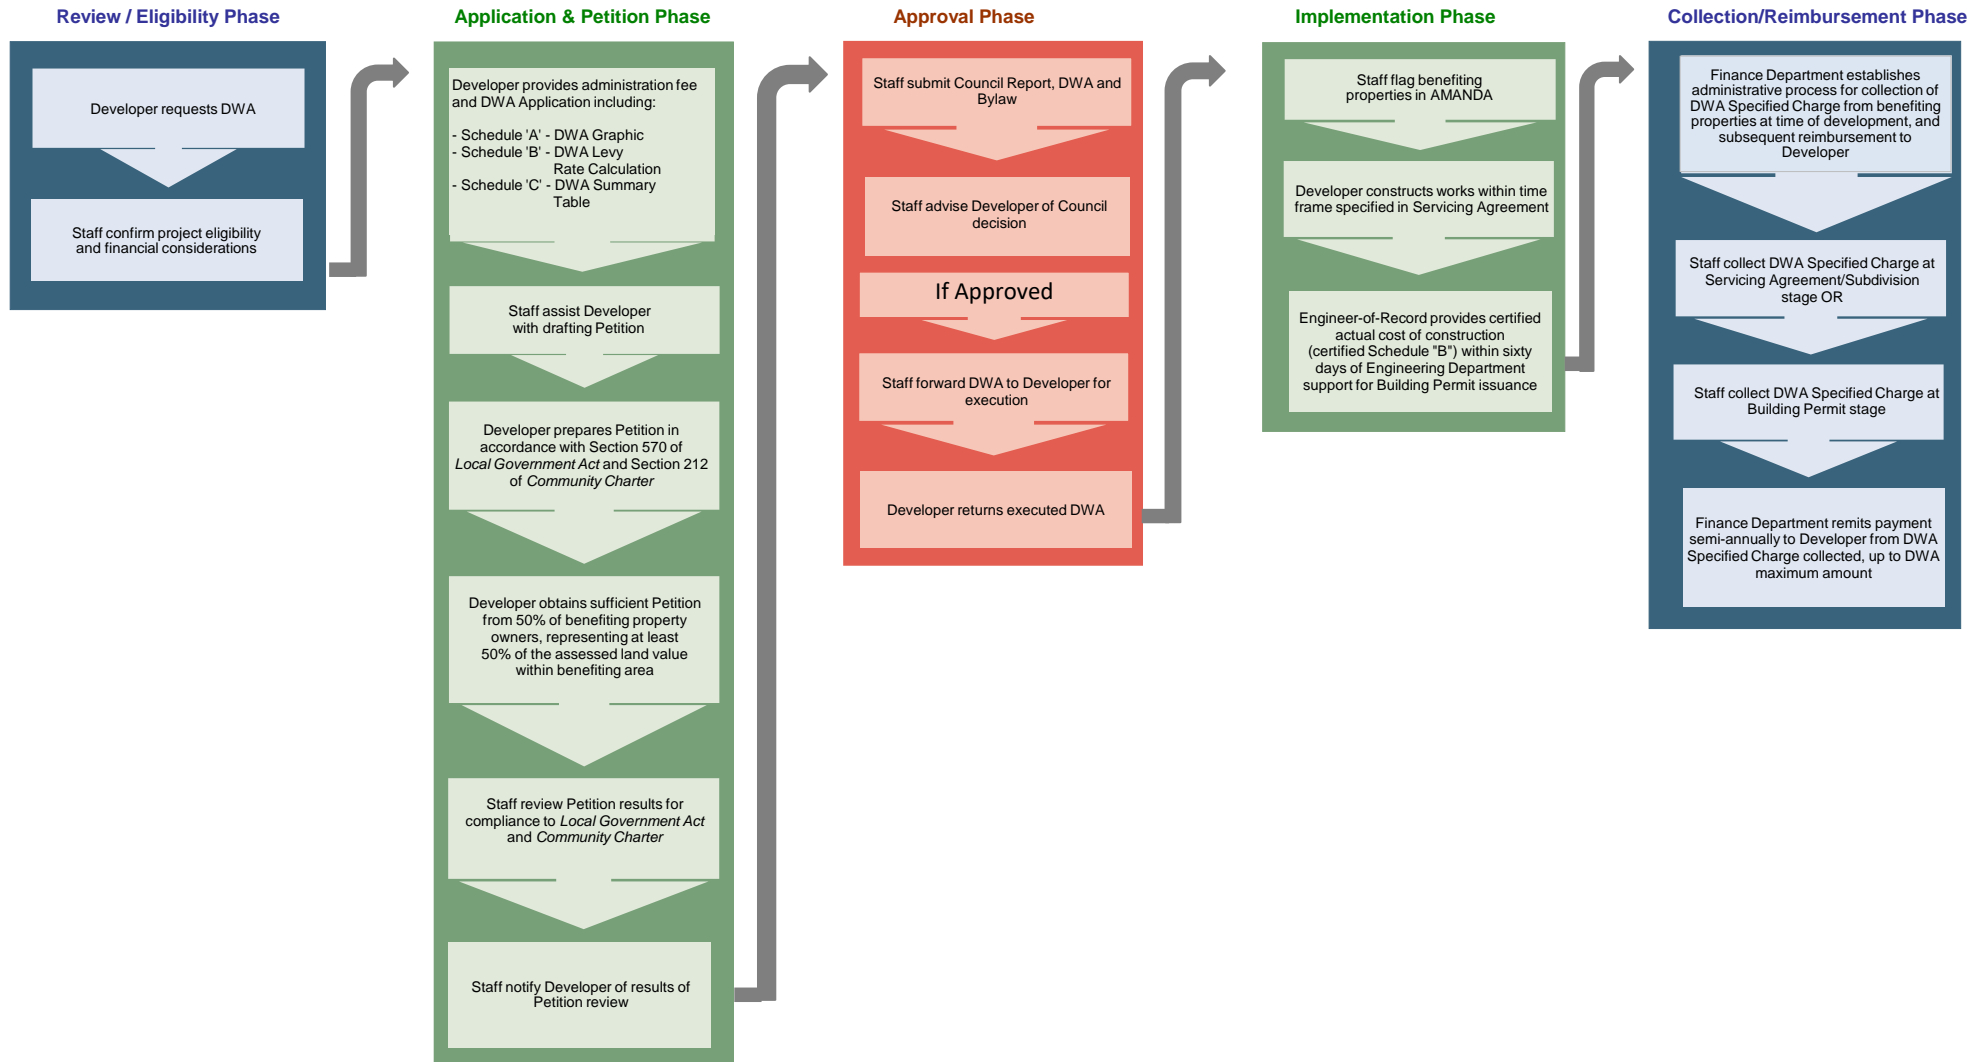 Review / Eligibility Phase
Developer requests DWA
Staff confirm project eligibility
and financial considerations
Application & Petition Phase
Developer provides administration fee
and DWA Application including:
- Schedule 'A' - DWA Graphic
- Schedule 'B' - DWA Levy
Rate Calculation
- Schedule 'C' - DWA Summary
Table
Staff assist Developer
with drafting Petition
Developer prepares Petition in
accordance with Section 570 of
Local Government Act and Section 212
of Community Charter
Developer obtains sufficient Petition
from 50% of benefiting property
owners, representing at least
50% of the assessed land value
within benefiting area
Staff review Petition results for
compliance to Local Government Act
and Community Charter
Staff notify Developer of results of
Petition review
Approval Phase
Staff submit Council Report, DWA and
Bylaw
Staff advise Developer of Council
decision
If Approved
Staff forward DWA to Developer for
execution
Developer returns executed DWA
Implementation Phase
Staff flag benefiting
properties in AMANDA
Developer constructs works within time
frame specified in Servicing Agreement
Engineer-of-Record provides certified
actual cost of construction
(certified Schedule "B") within sixty
days of Engineering Department
support for Building Permit issuance
Collection/Reimbursement Phase
Finance Department establishes
administrative process for collection of
DWA Specified Charge from benefiting
properties at time of development, and
subsequent reimbursement to
Developer
Staff collect DWA Specified Charge at
Servicing Agreement/Subdivision
stage OR
Staff collect DWA Specified Charge at
Building Permit stage
Finance Department remits payment
semi-annually to Developer from DWA
Specified Charge collected, up to DWA
maximum amount